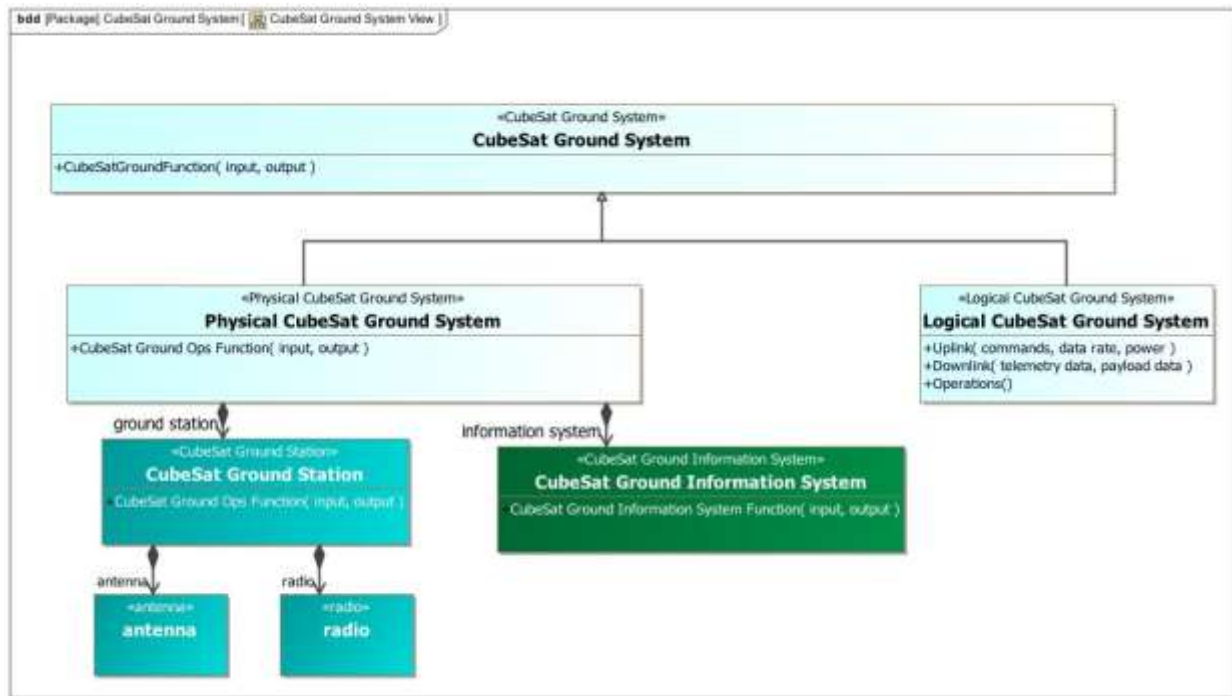 bdd [Package] CubeSat Ground System [ CubeSat Ground System View ]
«CubeSat Ground System»
CubeSat Ground System
+CubeSatGroundFunction( input, output )
«Physical CubeSat Ground System»
Physical CubeSat Ground System
+CubeSat Ground Ops Function( input, output )
«Logical CubeSat Ground System»
Logical CubeSat Ground System
+Uplink( commands, data rate, power )
+Downlink( telemetry data, payload data )
+Operations()
ground station
information system
«CubeSat Ground Station»
CubeSat Ground Station
+CubeSat Ground Ops Function( input, output )
«CubeSat Ground Information System»
CubeSat Ground Information System
+CubeSat Ground Information System Function( input, output )
antenna
radio
«antenna»
antenna
«radio»
radio